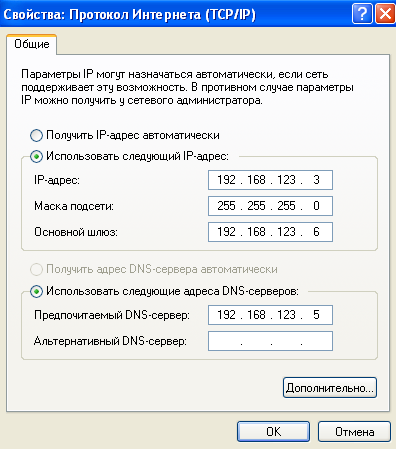 Свойства: Протокол Интернета (TCP/IP)
Общие
Параметры IP могут назначаться автоматически, если сеть
поддерживает эту возможность. В противном случае параметры
IP можно получить у сетевого администратора.
Получить IP-адрес автоматически
Использовать следующий IP-адрес:
IP-адрес: 192 . 168 . 123 . 3
Маска подсети: 255 . 255 . 255 . 0
Основной шлюз: 192 . 168 . 123 . 6
Получить адрес DNS-сервера автоматически
Использовать следующие адреса DNS-серверов:
Предпочитаемый DNS-сервер: 192 . 168 . 123 . 5
Альтернативный DNS-сервер: . . .
Дополнительно...
OK Отмена